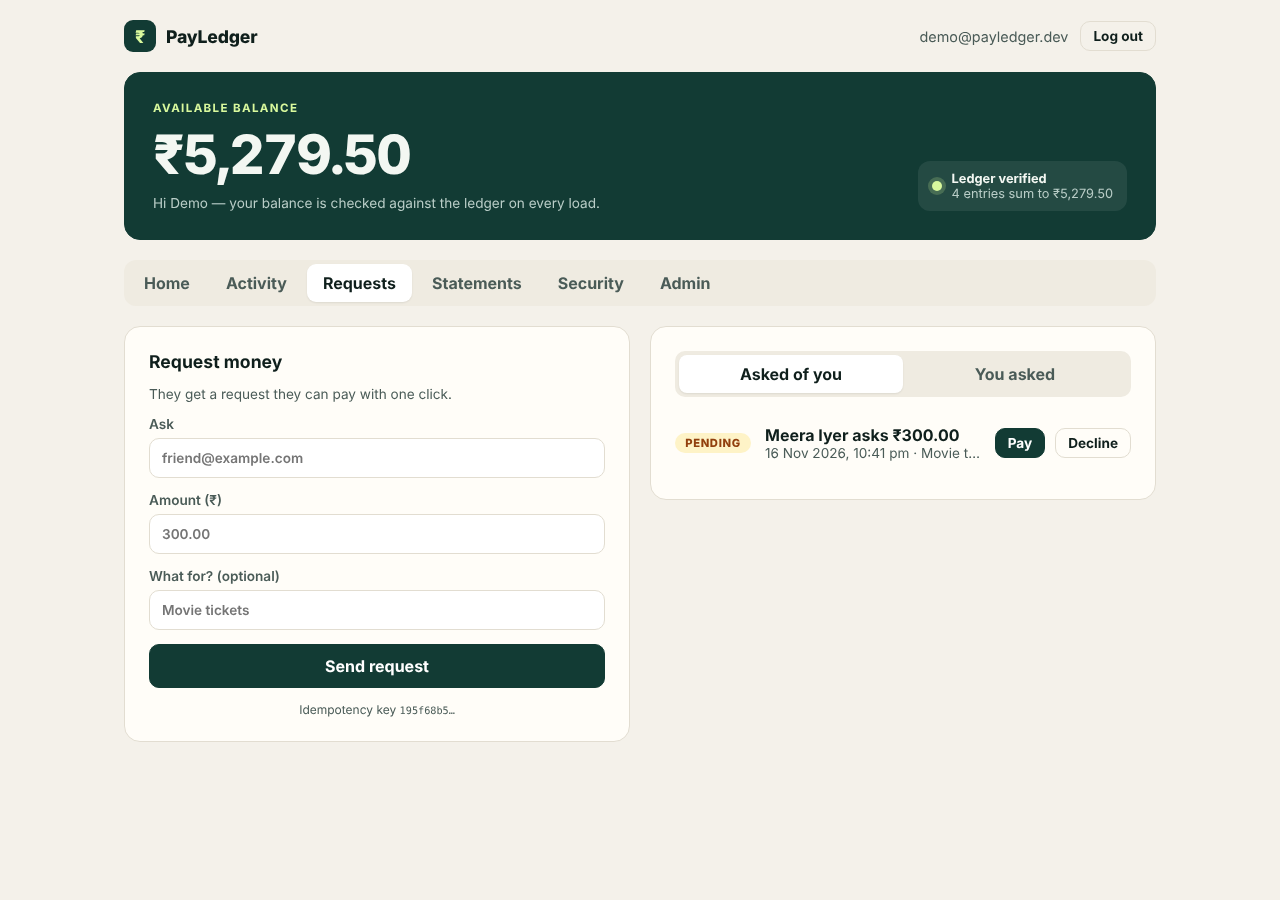 ₹ PayLedger
demo@payledger.dev
Log out
AVAILABLE BALANCE
₹5,279.50
Hi Demo — your balance is checked against the ledger on every load.
Ledger verified
4 entries sum to ₹5,279.50
Home Activity Requests Statements Security Admin
Request money
They get a request they can pay with one click.
Ask
friend@example.com
Amount (₹)
300.00
What for? (optional)
Movie tickets
Send request
Idempotency key 195f68b5…
Asked of you You asked
PENDING
Meera Iyer asks ₹300.00
16 Nov 2026, 10:41 pm · Movie t…
Pay
Decline